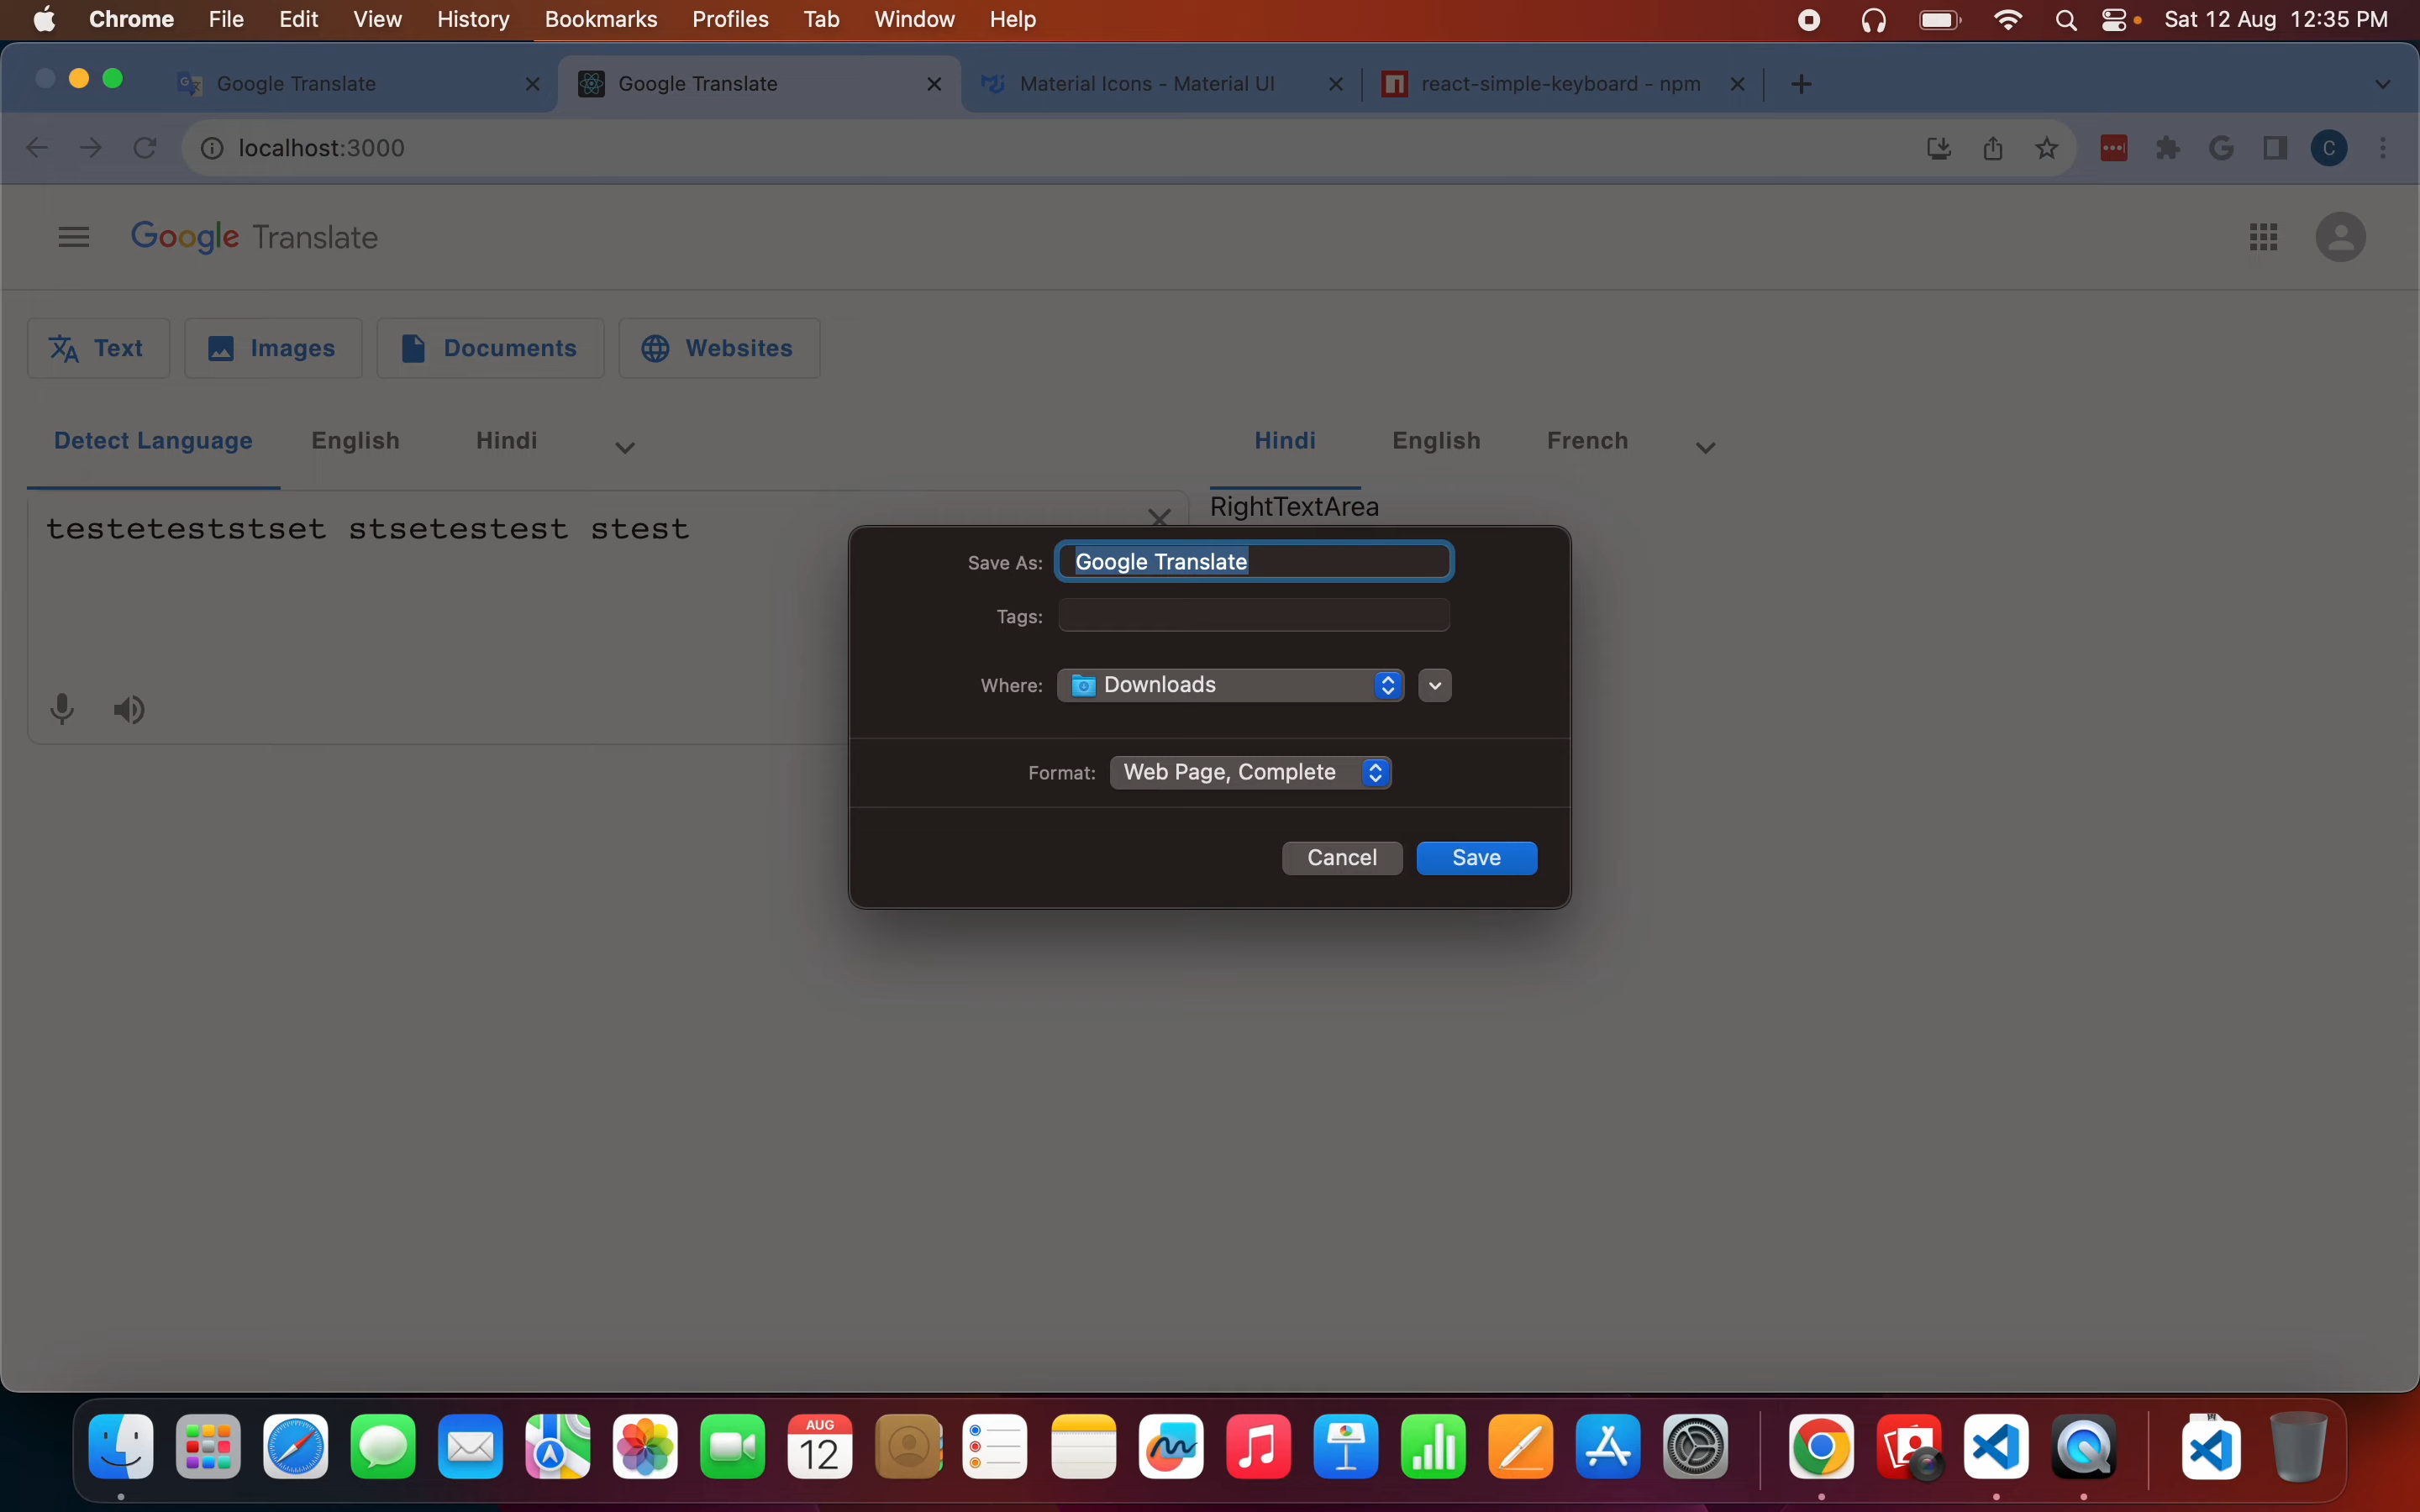 Chrome File Edit View History Bookmarks Profiles Tab Window Help Sat 12 Aug 12:35 PM
Google Translate Google Translate Material Icons - Material UI react-simple-keyboard - npm
localhost:3000 C
Google Translate
Text Images Documents Websites
Detect Language English Hindi Hindi English French
RightTextArea
testeteststset stsetestest stest
Save As: Google Translate
Tags:
Where: Downloads
Format: Web Page, Complete
Cancel Save
AUG
12